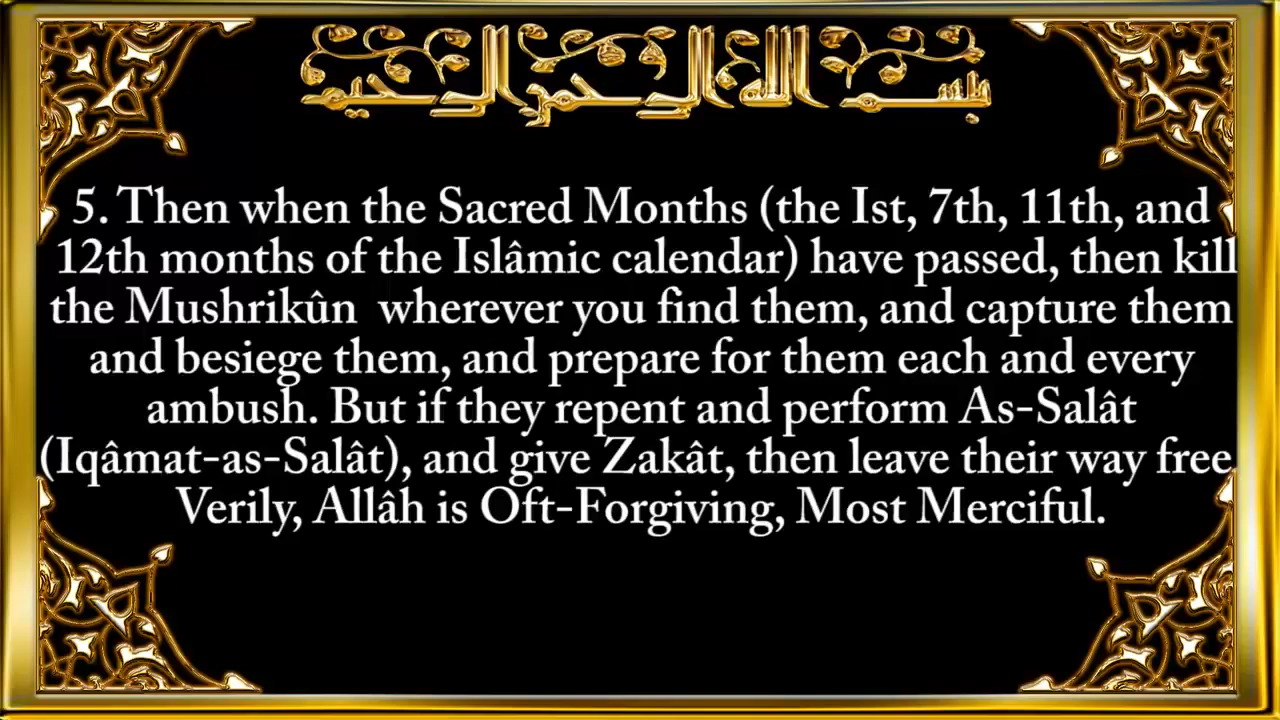 بسم الله الرحمن الرحيم
5. Then when the Sacred Months (the Ist, 7th, 11th, and
12th months of the Islâmic calendar) have passed, then kill
the Mushrikûn wherever you find them, and capture them
and besiege them, and prepare for them each and every
ambush. But if they repent and perform As-Salât
(Iqâmat-as-Salât), and give Zakât, then leave their way free.
Verily, Allâh is Oft-Forgiving, Most Merciful.